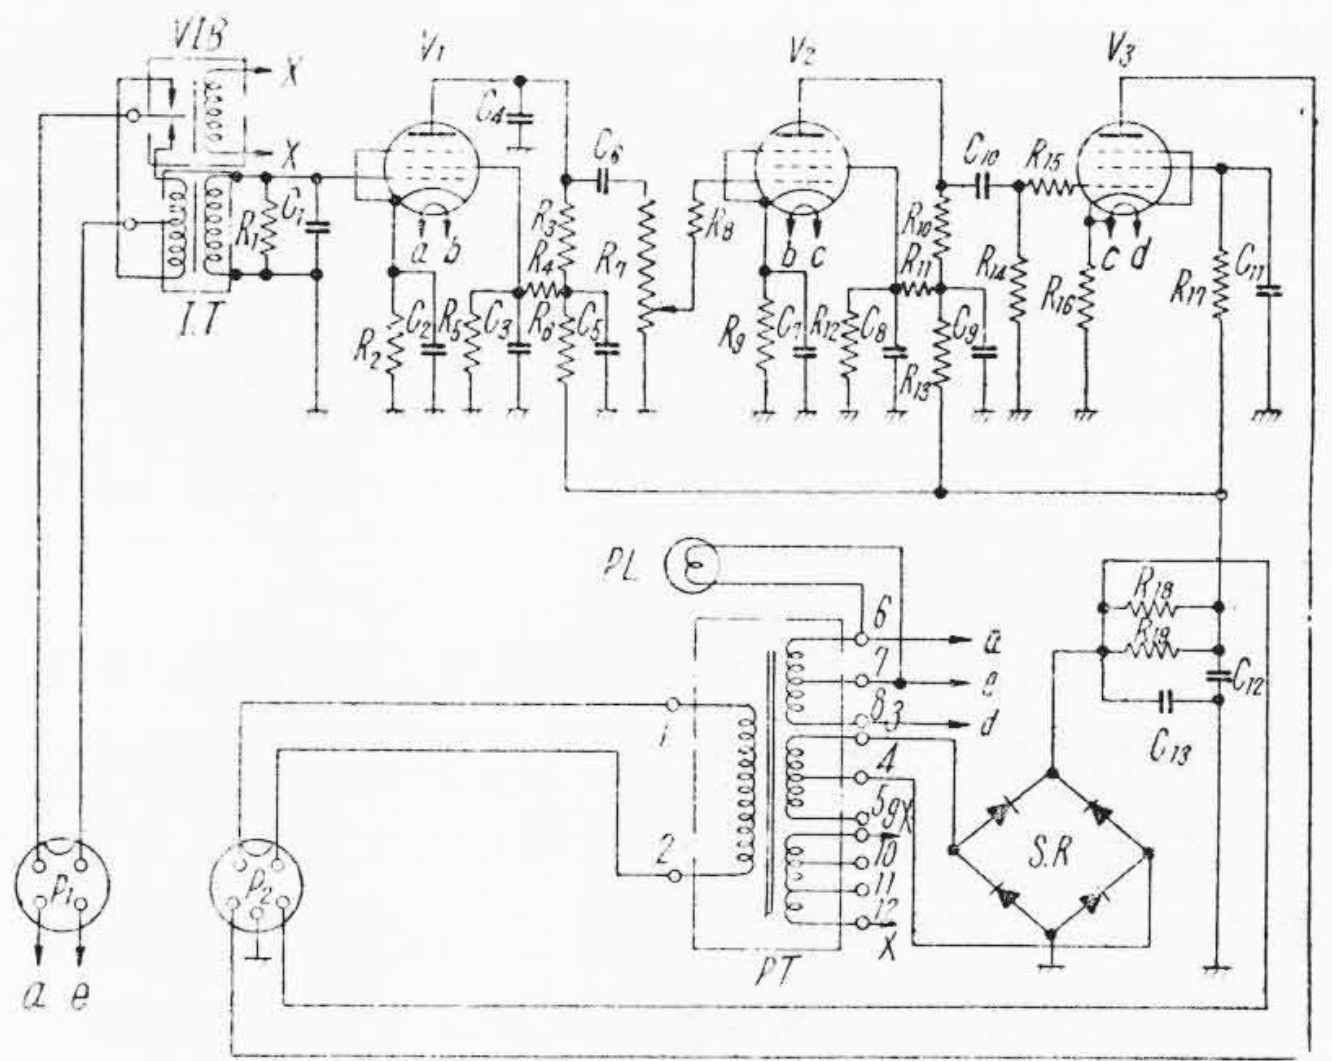 VIB
V1
V2
V3
X
X
C4
C6
C10
R15
R1
C1
I.T
a b
R3
R4
R7
R8
b c
R10
R11
R14
c d
R16
R17
C11
R2
C2
R5
C3
R6
C5
R9
C7
R12
C8
C9
R13
PL
6
a
7
e
8
3
d
4
5
9
X
10
11
12
X
1
2
PT
R18
R19
C12
C13
S.R
P1
P2
a e